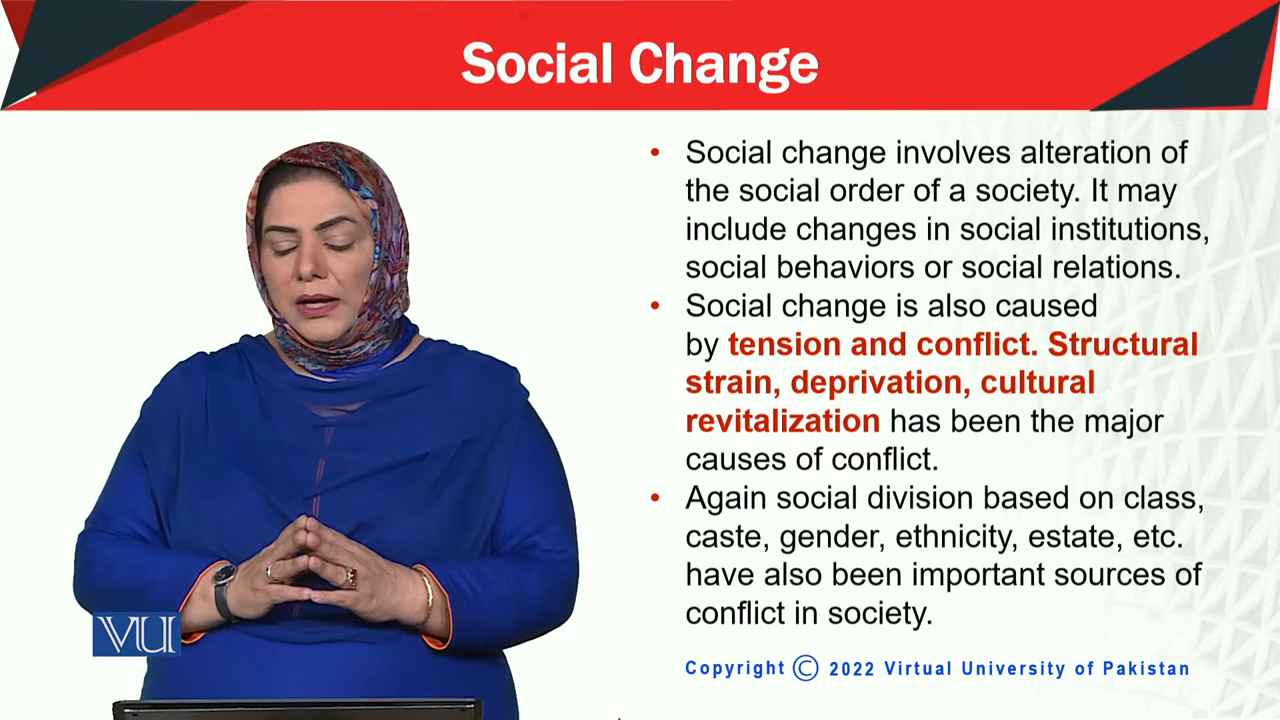 Social Change
• Social change involves alteration of
the social order of a society. It may
include changes in social institutions,
social behaviors or social relations.
• Social change is also caused
by tension and conflict. Structural
strain, deprivation, cultural
revitalization has been the major
causes of conflict.
• Again social division based on class,
caste, gender, ethnicity, estate, etc.
have also been important sources of
conflict in society.
VU
Copyright © 2022 Virtual University of Pakistan